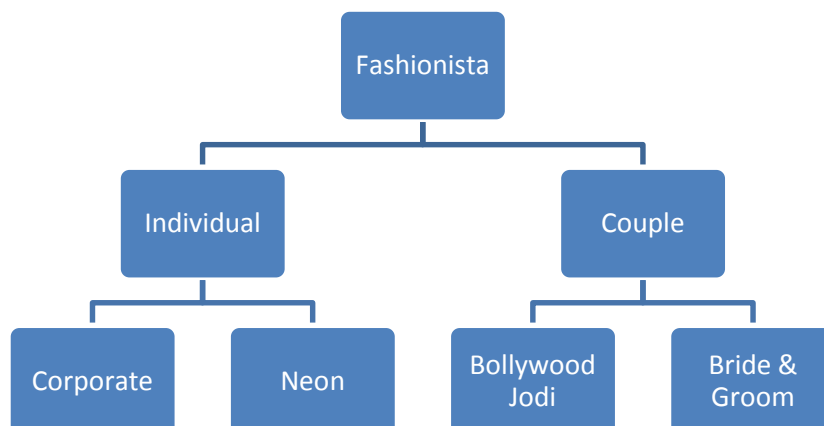 Fashionista
Individual
Couple
Corporate
Neon
Bollywood
Jodi
Bride &
Groom